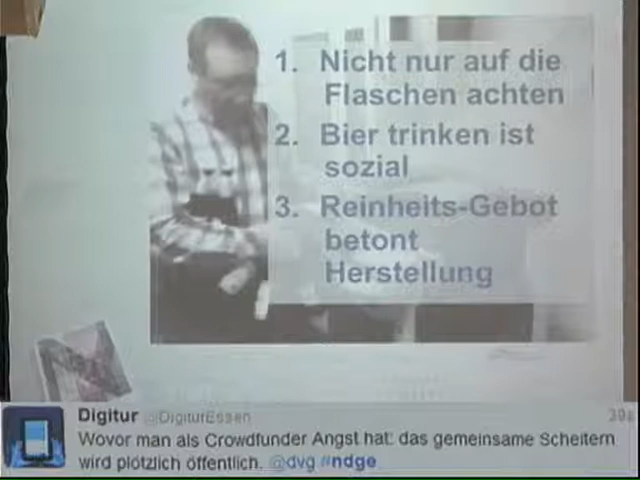 1. Nicht nur auf die
Flaschen achten
2. Bier trinken ist
sozial
3. Reinheits-Gebot
betont
Herstellung
Digitur @DigiturEssen
Wovor man als Crowdfunder Angst hat: das gemeinsame Scheitern
wird plötzlich öffentlich. @dvg #ndge